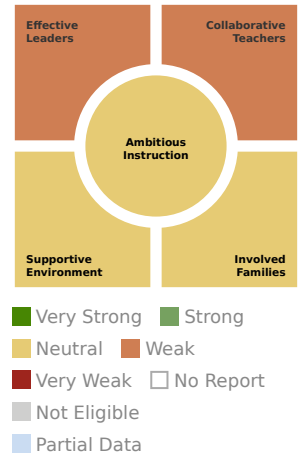 Effective
Leaders
Collaborative
Teachers
Ambitious
Instruction
Supportive
Environment
Involved
Families
Very Strong
Strong
Neutral
Weak
Very Weak
No Report
Not Eligible
Partial Data